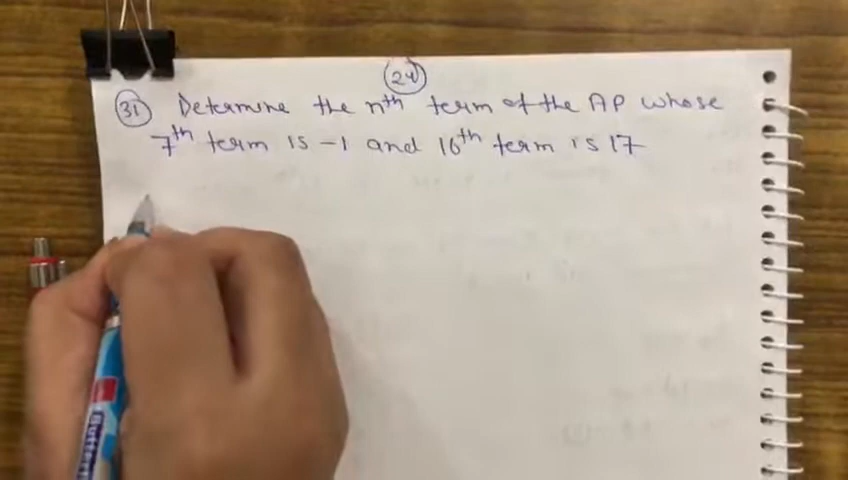 24
31 Determine the nth term of the AP whose
7th term is -1 and 16th term is 17
Butterf